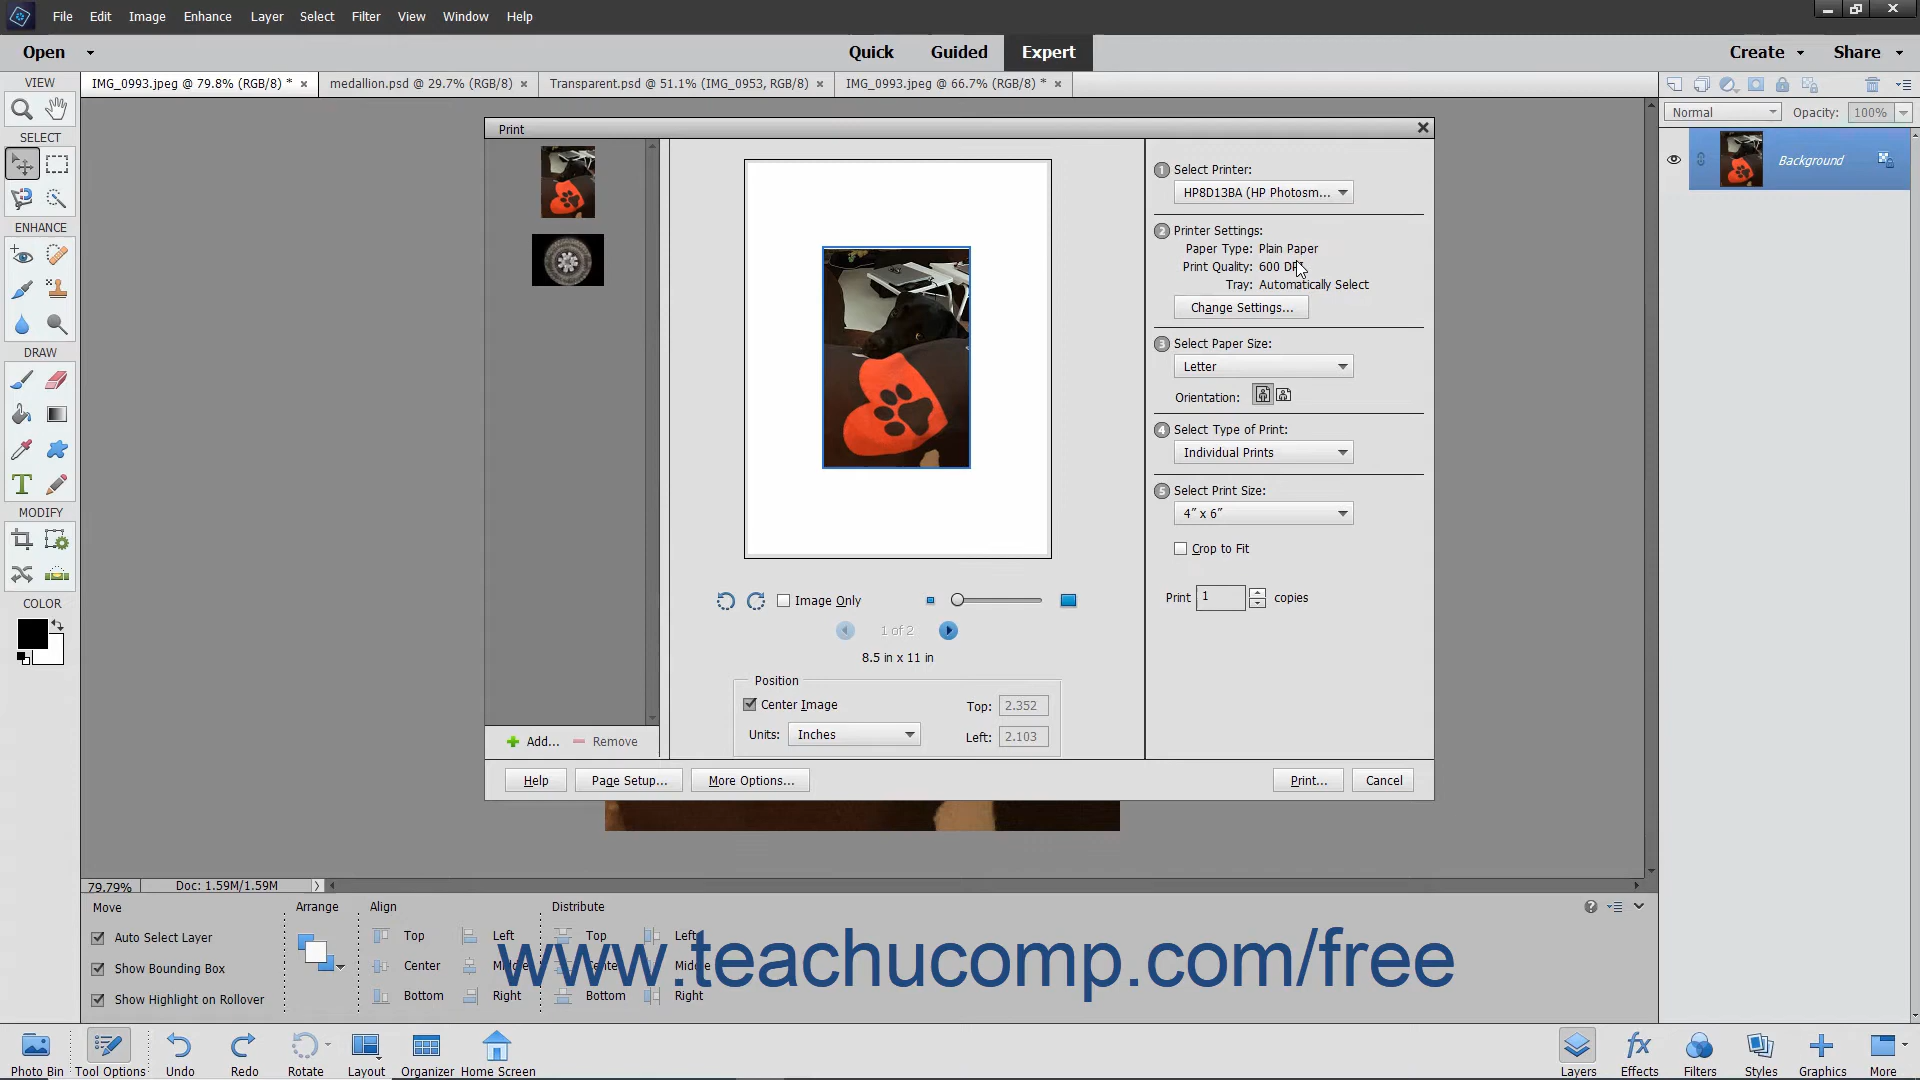 File Edit Image Enhance Layer Select Filter View Window Help
Open Quick Guided Expert Create Share
VIEW IMG_0993.jpeg @ 79.8% (RGB/8) * × medallion.psd @ 29.7% (RGB/8) × Transparent.psd @ 51.1% (IMG_0953, RGB/8) × IMG_0993.jpeg @ 66.7% (RGB/8) * ×
Normal Opacity: 100%
Background
SELECT
ENHANCE
DRAW
T
MODIFY
COLOR
Print
1 Select Printer:
HP8D13BA (HP Photosm...
2 Printer Settings:
Paper Type: Plain Paper
Print Quality: 600 DPI
Tray: Automatically Select
Change Settings...
3 Select Paper Size:
Letter
Orientation:
4 Select Type of Print:
Individual Prints
5 Select Print Size:
4" x 6"
Crop to Fit
Print 1 copies
Image Only
1 of 2
8.5 in x 11 in
Position
Center Image Top: 2.352
Units: Inches Left: 2.103
Add... Remove
Help Page Setup... More Options... Print... Cancel
79.79% Doc: 1.59M/1.59M
Move Arrange Align Distribute
Auto Select Layer
Show Bounding Box
Show Highlight on Rollover
Top Left Top Left
Center Middle Center Middle
Bottom Right Bottom Right
www.teachucomp.com/free
Photo Bin Tool Options Undo Redo Rotate Layout Organizer Home Screen Layers fx Effects Filters Styles Graphics More